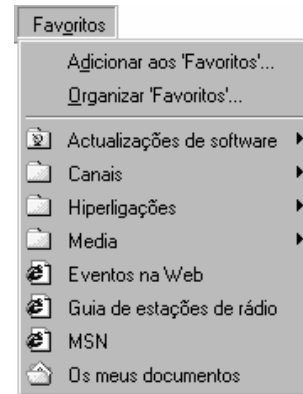 Favoritos
Adicionar aos 'Favoritos'...
Organizar 'Favoritos'...
Actualizações de software
Canais
Hiperligações
Media
Eventos na Web
Guia de estações de rádio
MSN
Os meus documentos